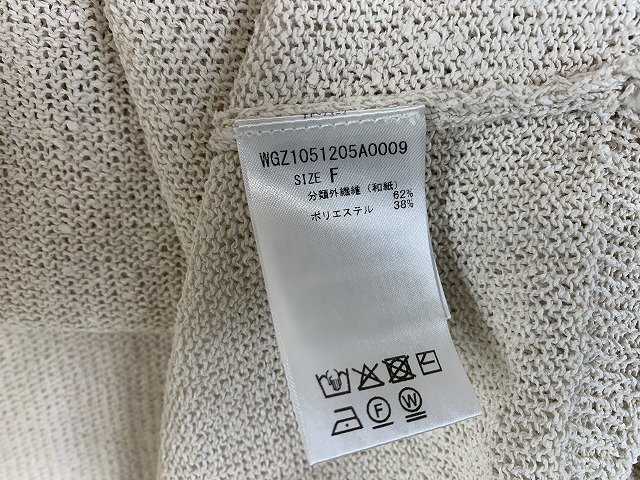 WGZ1051205A0009
SIZE F
分類外繊維（和紙）
62%
ポリエステル 38%
F W